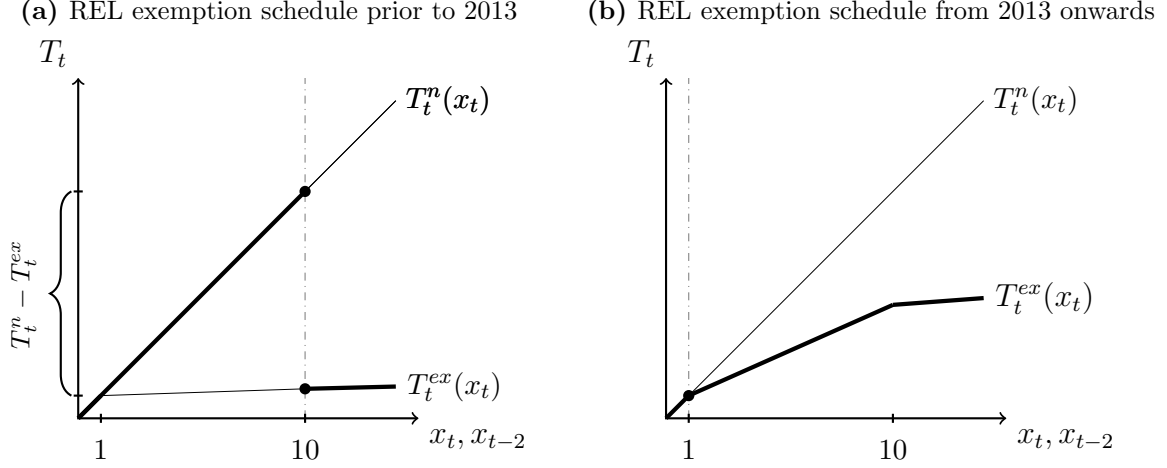 (a) REL exemption schedule prior to 2013
T_t
T_t^n(x_t)
T_t^n − T_t^{ex}
T_t^{ex}(x_t)
1
10
x_t, x_{t−2}
(b) REL exemption schedule from 2013 onwards
T_t
T_t^n(x_t)
T_t^{ex}(x_t)
1
10
x_t, x_{t−2}